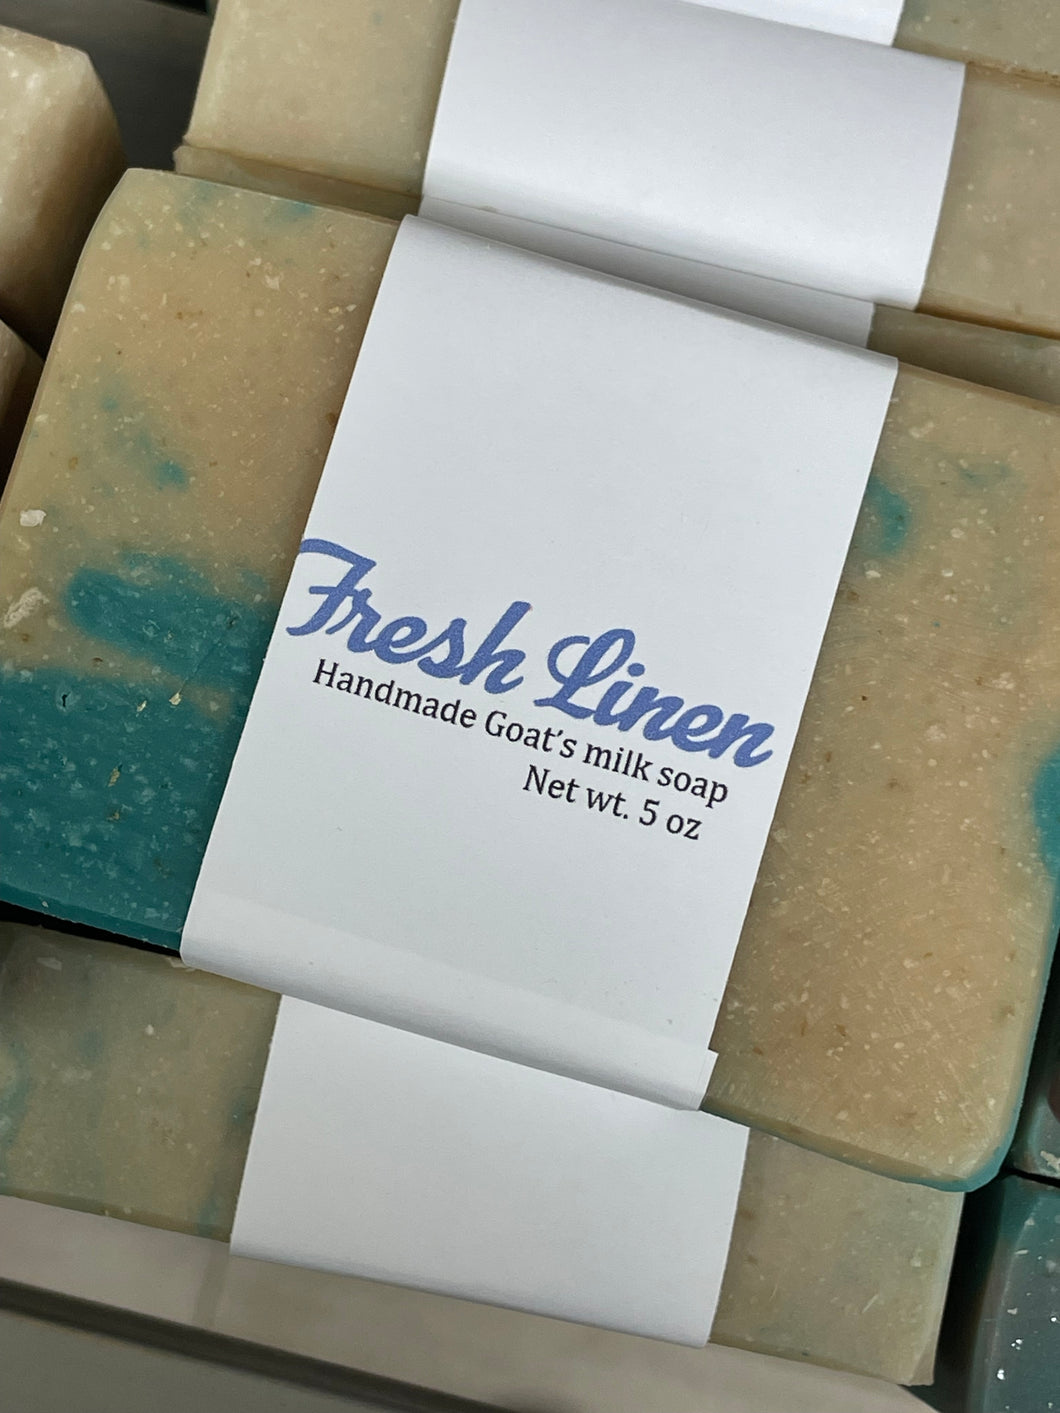 Fresh Linen
Handmade Goat's milk soap
Net wt. 5 oz